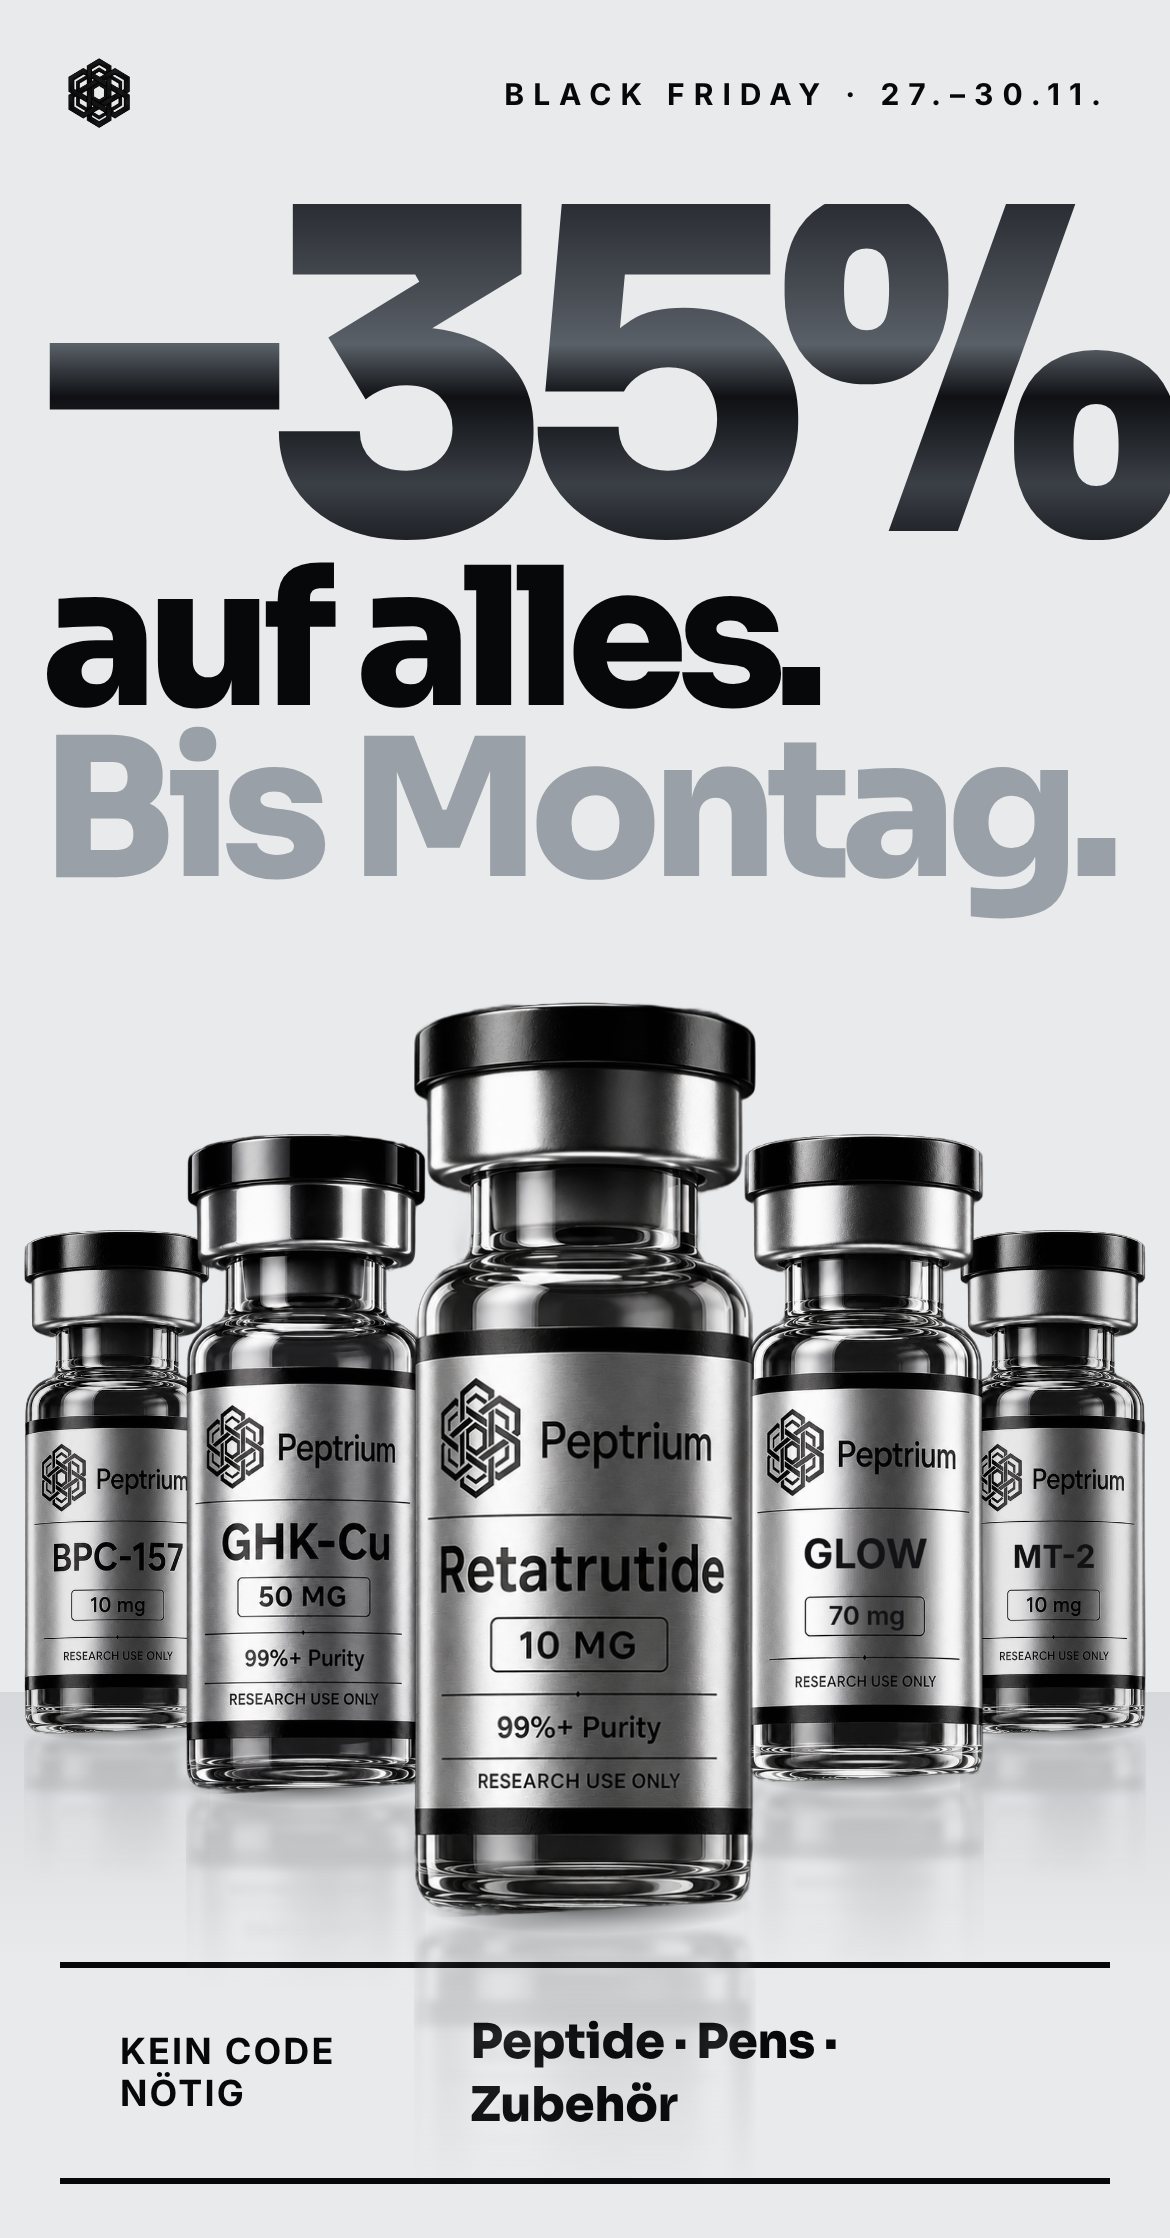 BLACK FRIDAY · 27.–30.11.
–35%
auf alles.
Bis Montag.
Peptrium
BPC-157
10 mg
RESEARCH USE ONLY
Peptrium
GHK-Cu
50 MG
99%+ Purity
RESEARCH USE ONLY
Peptrium
Retatrutide
10 MG
99%+ Purity
RESEARCH USE ONLY
Peptrium
GLOW
70 mg
RESEARCH USE ONLY
Peptrium
MT-2
10 mg
RESEARCH USE ONLY
KEIN CODE
NÖTIG
Peptide · Pens ·
Zubehör